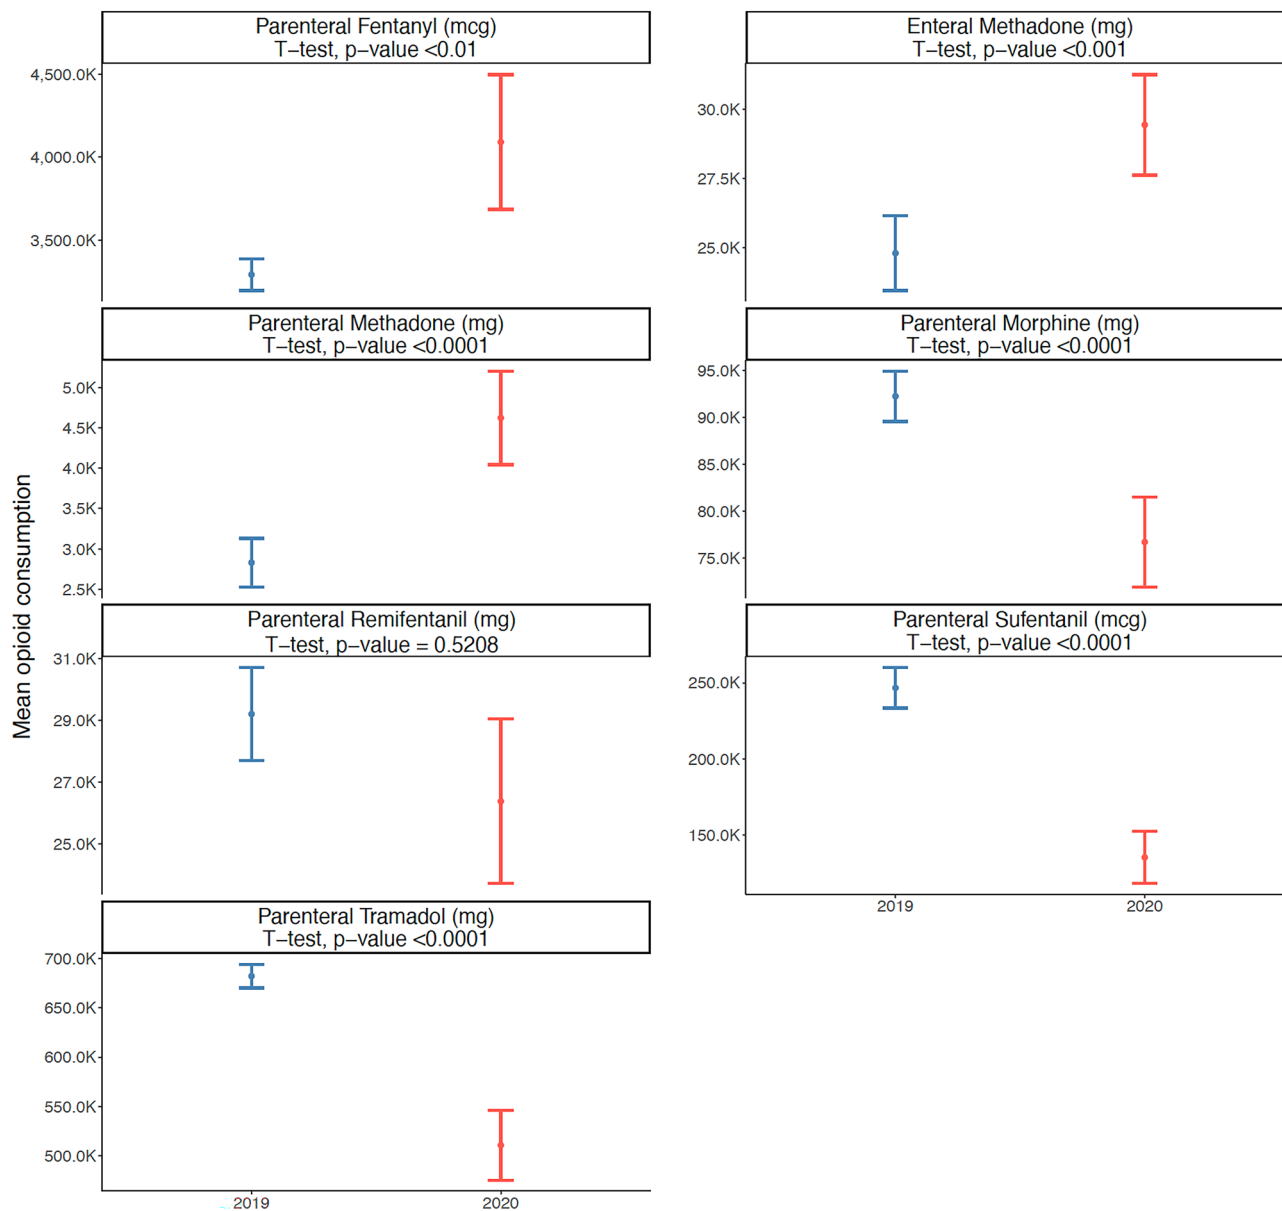 Mean opioid consumption
Parenteral Fentanyl (mcg)
T-test, p-value <0.01
4,500.0K
4,000.0K
3,500.0K
Enteral Methadone (mg)
T-test, p-value <0.001
30.0K
27.5K
25.0K
Parenteral Methadone (mg)
T-test, p-value <0.0001
5.0K
4.5K
4.0K
3.5K
3.0K
2.5K
Parenteral Morphine (mg)
T-test, p-value <0.0001
95.0K
90.0K
85.0K
80.0K
75.0K
Parenteral Remifentanil (mg)
T-test, p-value = 0.5208
31.0K
29.0K
27.0K
25.0K
Parenteral Sufentanil (mcg)
T-test, p-value <0.0001
250.0K
200.0K
150.0K
2019 2020
Parenteral Tramadol (mg)
T-test, p-value <0.0001
700.0K
650.0K
600.0K
550.0K
500.0K
2019 2020